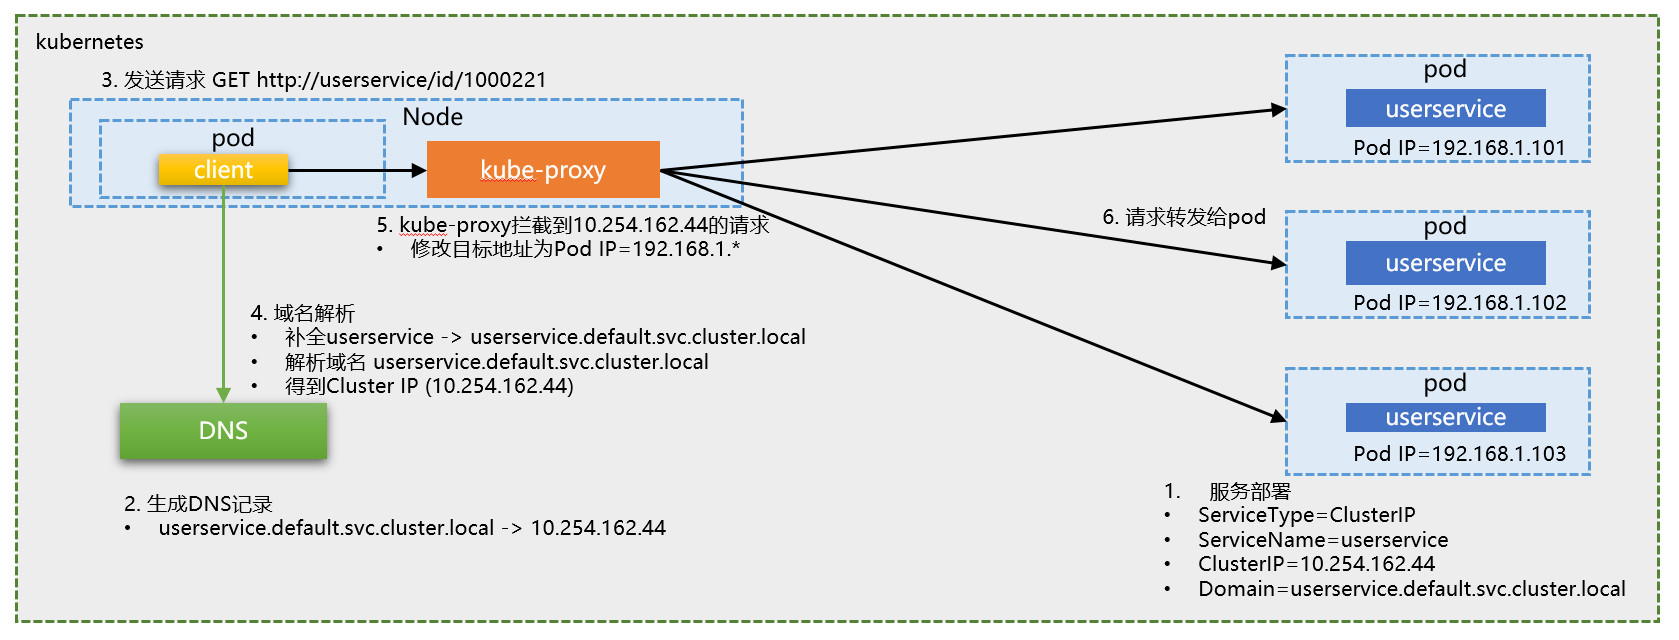 kubernetes
3. 发送请求 GET http://userservice/id/1000221
Node
pod
client
kube-proxy
5. kube-proxy拦截到10.254.162.44的请求
• 修改目标地址为Pod IP=192.168.1.*
6. 请求转发给pod
pod
userservice
Pod IP=192.168.1.101
pod
userservice
Pod IP=192.168.1.102
pod
userservice
Pod IP=192.168.1.103
4. 域名解析
• 补全userservice -> userservice.default.svc.cluster.local
• 解析域名 userservice.default.svc.cluster.local
• 得到Cluster IP (10.254.162.44)
DNS
2. 生成DNS记录
• userservice.default.svc.cluster.local -> 10.254.162.44
1. 服务部署
• ServiceType=ClusterIP
• ServiceName=userservice
• ClusterIP=10.254.162.44
• Domain=userservice.default.svc.cluster.local